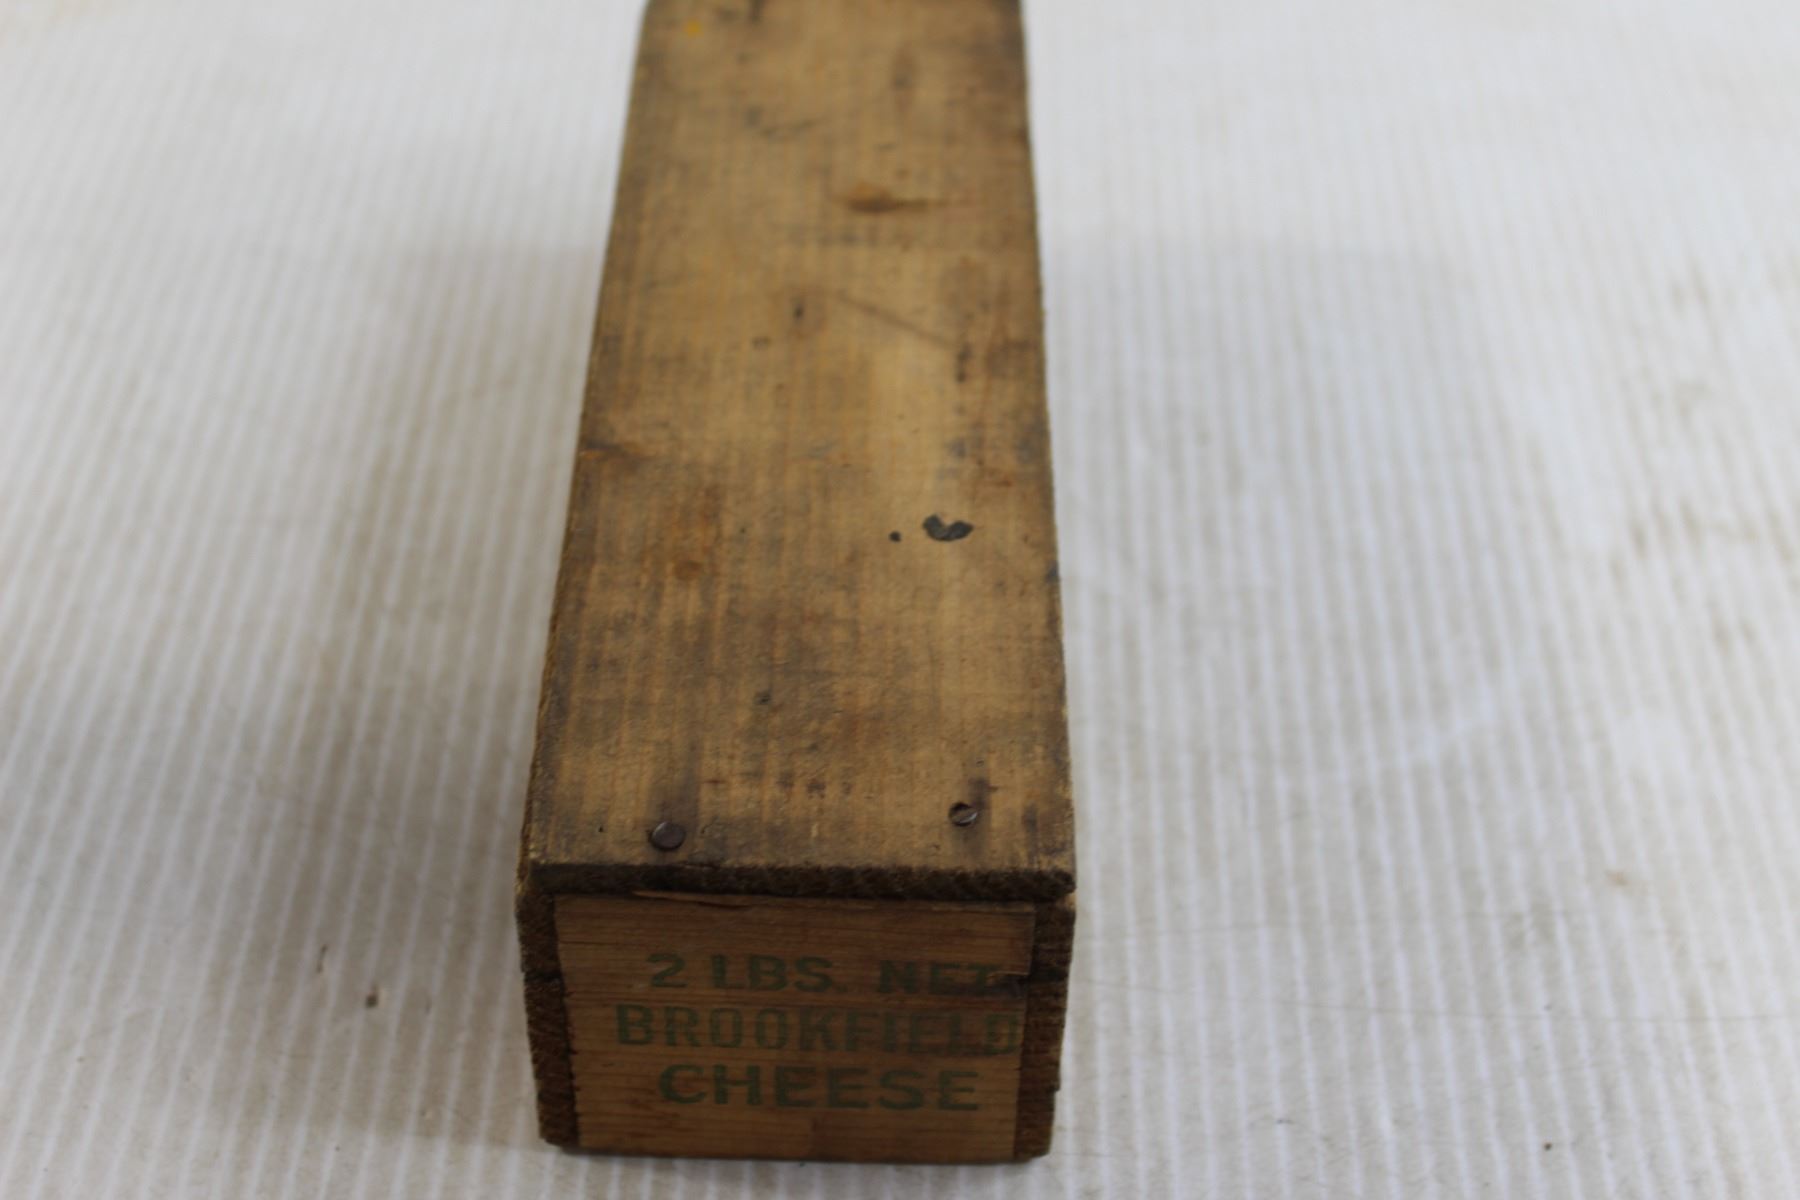 2 LBS. NET
BROOKFIELD
CHEESE